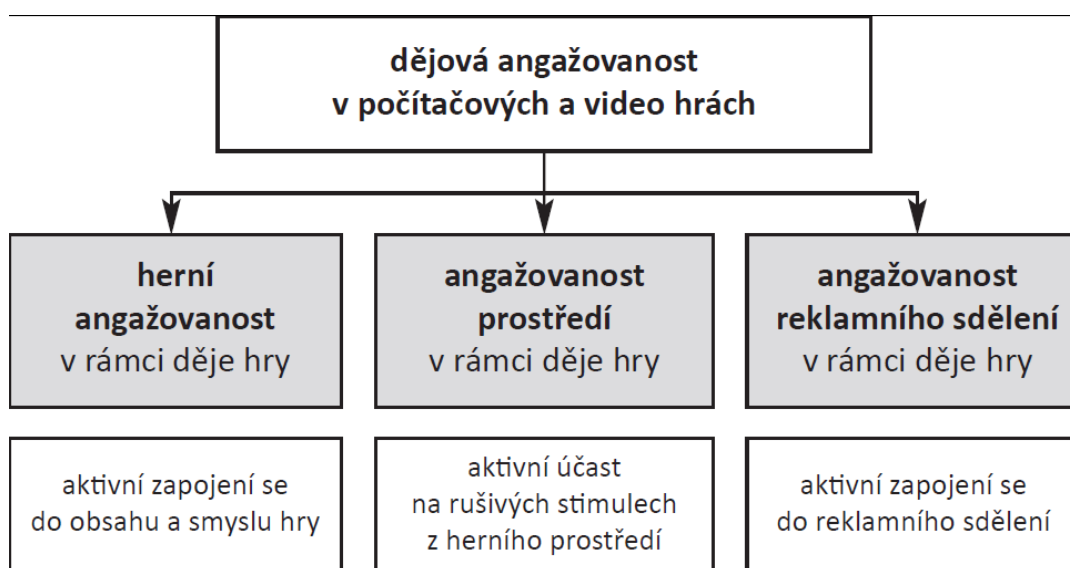 dějová angažovanost
v počítačových a video hrách
herní
angažovanost
v rámci děje hry
angažovanost
prostředí
v rámci děje hry
angažovanost
reklamního sdělení
v rámci děje hry
aktivní zapojení se
do obsahu a smyslu hry
aktivní účast
na rušivých stimulech
z herního prostředí
aktivní zapojení se
do reklamního sdělení